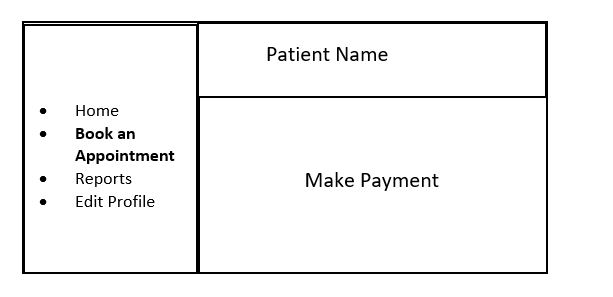 Patient Name
Home
Book an
Appointment
Reports
Edit Profile
Make Payment